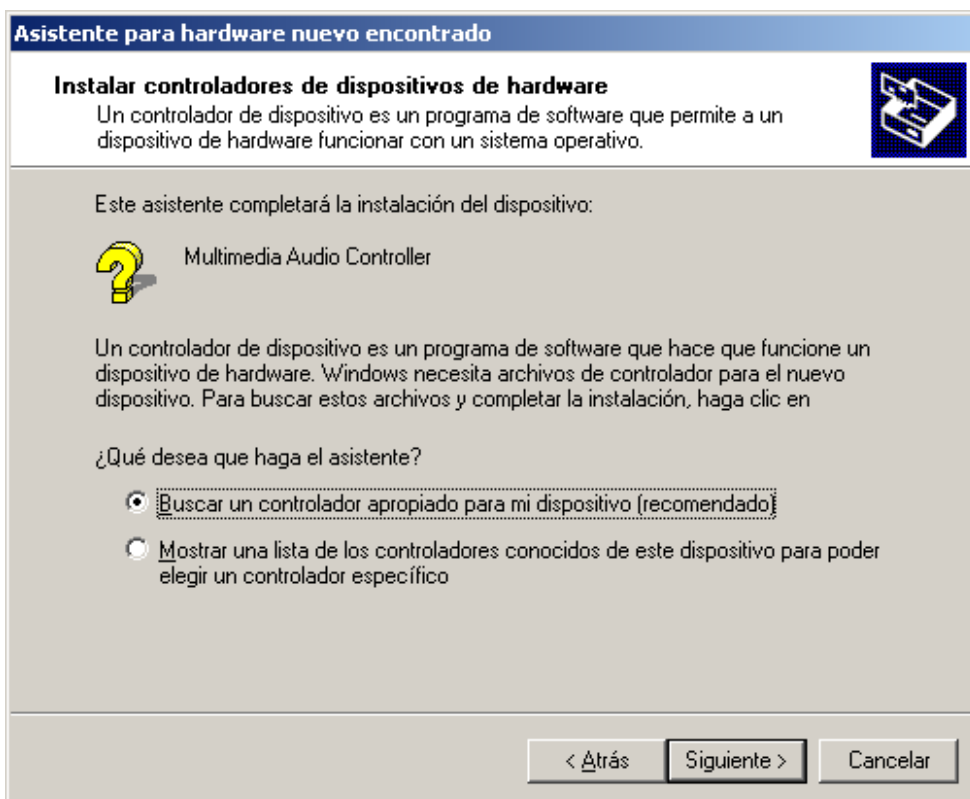 Asistente para hardware nuevo encontrado
Instalar controladores de dispositivos de hardware
Un controlador de dispositivo es un programa de software que permite a un
dispositivo de hardware funcionar con un sistema operativo.
Este asistente completará la instalación del dispositivo:
Multimedia Audio Controller
Un controlador de dispositivo es un programa de software que hace que funcione un
dispositivo de hardware. Windows necesita archivos de controlador para el nuevo
dispositivo. Para buscar estos archivos y completar la instalación, haga clic en
¿Qué desea que haga el asistente?
Buscar un controlador apropiado para mi dispositivo (recomendado)
Mostrar una lista de los controladores conocidos de este dispositivo para poder
elegir un controlador específico
< Atrás
Siguiente >
Cancelar